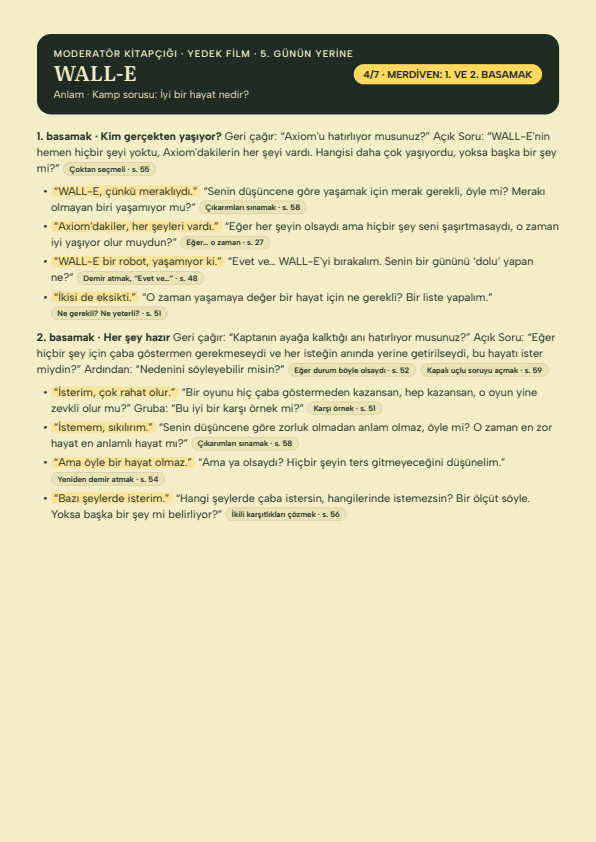 MODERATÖR KİTAPÇIĞI · YEDEK FİLM · 5. GÜNÜN YERİNE
WALL-E
4/7 · MERDİVEN: 1. VE 2. BASAMAK
Anlam · Kamp sorusu: İyi bir hayat nedir?
1. basamak · Kim gerçekten yaşıyor? Geri çağır: “Axiom'u hatırlıyor musunuz?” Açık Soru: “WALL-E'nin
hemen hiçbir şeyi yoktu, Axiom'dakilerin her şeyi vardı. Hangisi daha çok yaşıyordu, yoksa başka bir şey
mi?” Çoktan seçmeli · s. 55
• “WALL-E, çünkü meraklıydı.” “Senin düşüncene göre yaşamak için merak gerekli, öyle mi? Merakı
olmayan biri yaşamıyor mu?” Çıkarımları sınamak · s. 58
• “Axiom'dakiler, her şeyleri vardı.” “Eğer her şeyin olsaydı ama hiçbir şey seni şaşırtmasaydı, o zaman
iyi yaşıyor olur muydun?” Eğer... o zaman · s. 27
• “WALL-E bir robot, yaşamıyor ki.” “Evet ve... WALL-E'yi bırakalım. Senin bir gününü ‘dolu’ yapan
ne?” Demir atmak, “Evet ve...” · s. 48
• “İkisi de eksikti.” “O zaman yaşamaya değer bir hayat için ne gerekli? Bir liste yapalım.”
Ne gerekli? Ne yeterli? · s. 51
2. basamak · Her şey hazır Geri çağır: “Kaptanın ayağa kalktığı anı hatırlıyor musunuz?” Açık Soru: “Eğer
hiçbir şey için çaba göstermen gerekmeseydi ve her isteğin anında yerine getirilseydi, bu hayatı ister
miydin?” Ardından: “Nedenini söyleyebilir misin?” Eğer durum böyle olsaydı · s. 52 Kapalı uçlu soruyu açmak · s. 59
• “İsterim, çok rahat olur.” “Bir oyunu hiç çaba göstermeden kazansan, hep kazansan, o oyun yine
zevkli olur mu?” Gruba: “Bu iyi bir karşı örnek mi?” Karşı örnek · s. 51
• “İstemem, sıkılırım.” “Senin düşüncene göre zorluk olmadan anlam olmaz, öyle mi? O zaman en zor
hayat en anlamlı hayat mı?” Çıkarımları sınamak · s. 58
• “Ama öyle bir hayat olmaz.” “Ama ya olsaydı? Hiçbir şeyin ters gitmeyeceğini düşünelim.”
Yeniden demir atmak · s. 54
• “Bazı şeylerde isterim.” “Hangi şeylerde çaba istersin, hangilerinde istemezsin? Bir ölçüt söyle.
Yoksa başka bir şey mi belirliyor?” İkili karşıtlıkları çözmek · s. 56